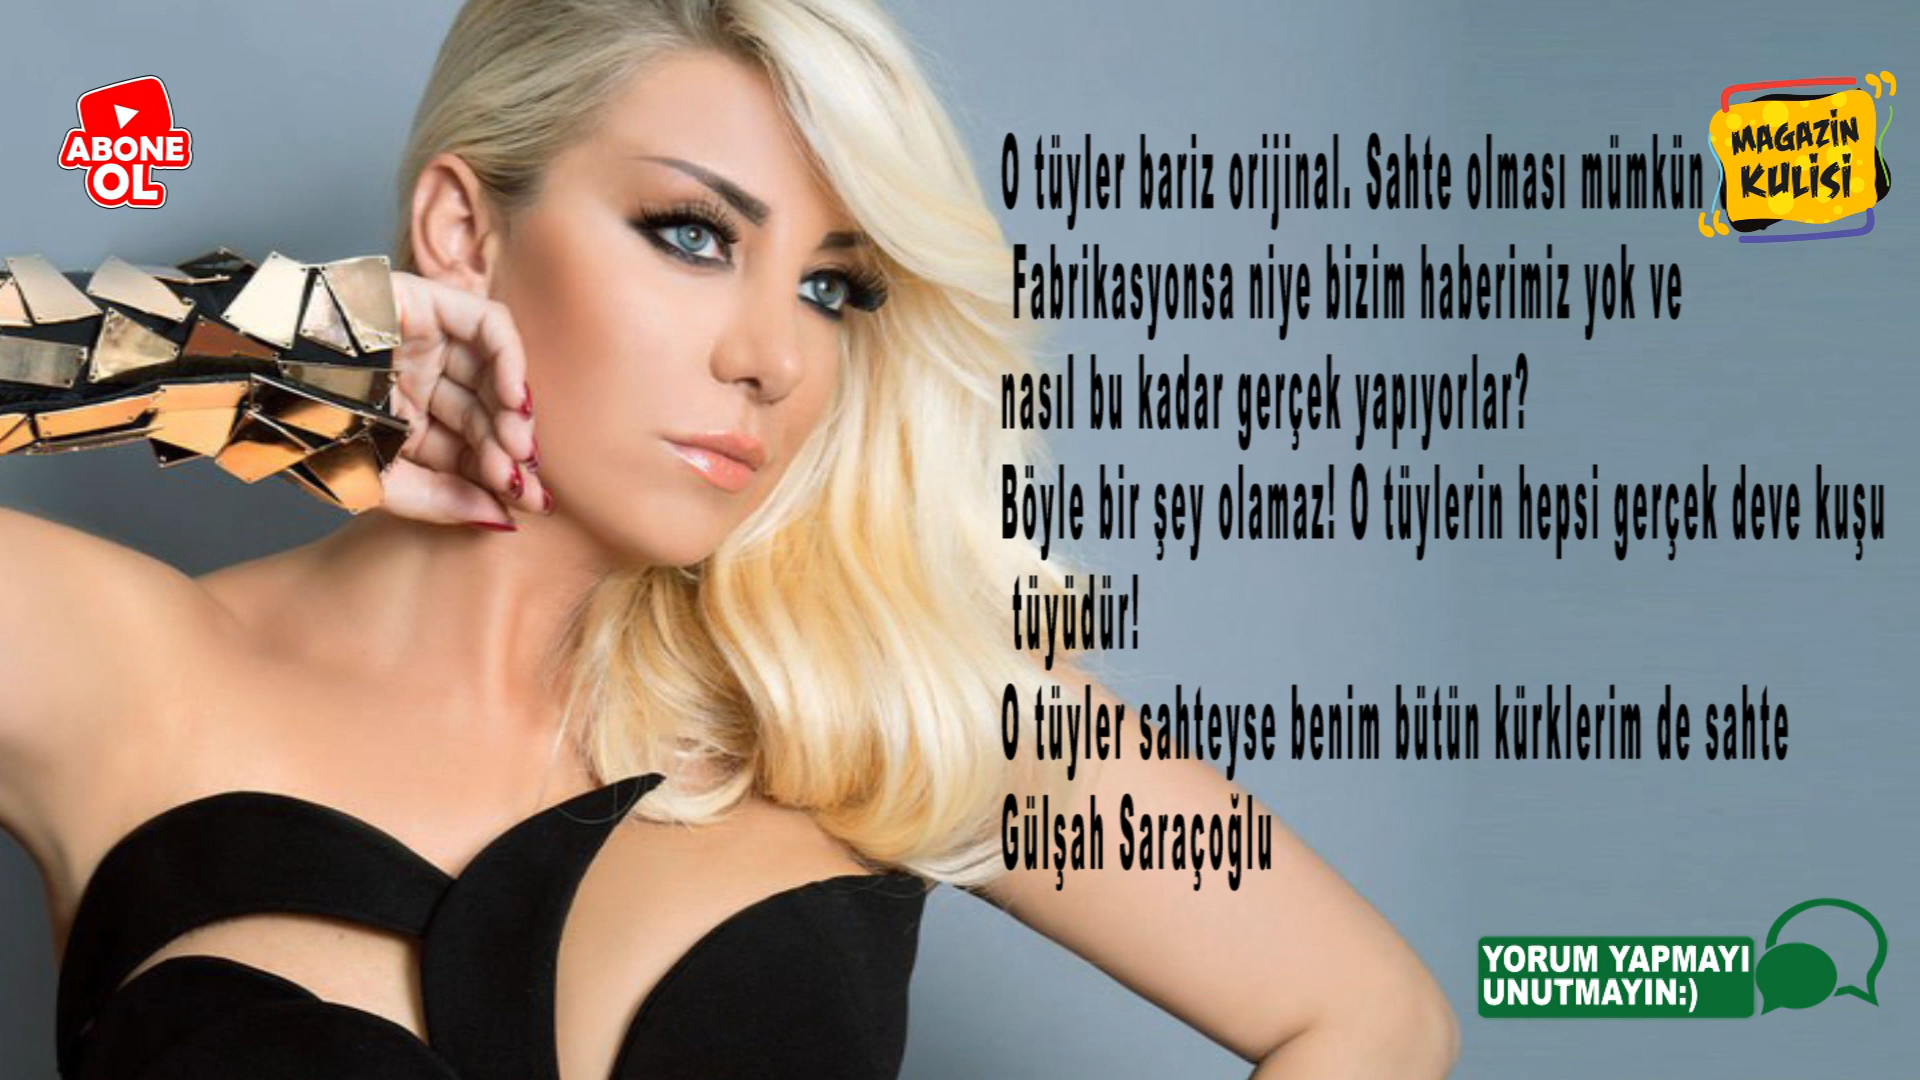 ABONE
OL
MAGAZİN
KULİSİ
O tüyler bariz orijinal. Sahte olması mümkün
Fabrikasyonsa niye bizim haberimiz yok ve
nasıl bu kadar gerçek yapıyorlar?
Böyle bir şey olamaz! O tüylerin hepsi gerçek deve kuşu
tüyüdür!
O tüyler sahteyse benim bütün kürklerim de sahte
Gülşah Saraçoğlu
YORUM YAPMAYI
UNUTMAYIN:)